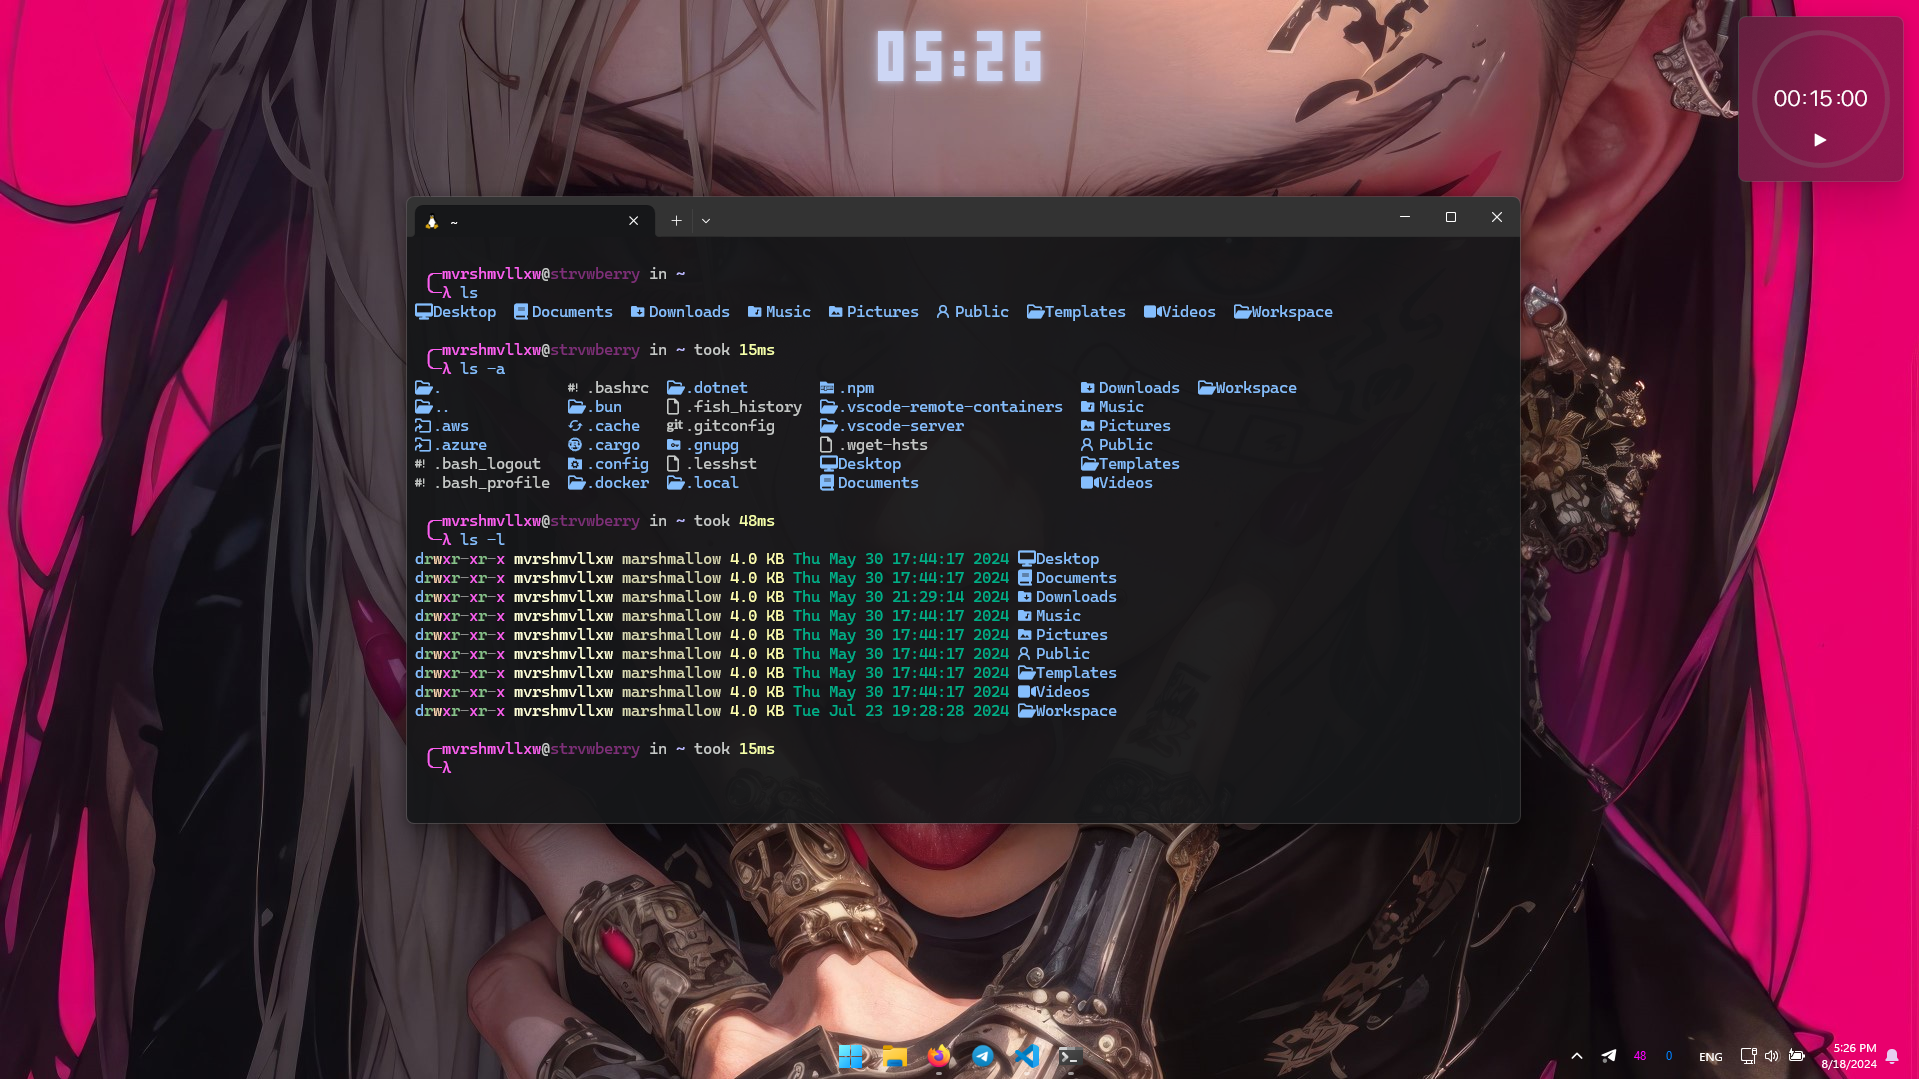 05:26
00:15:00
~
mvrshmvllxw@strvwberry in ~
λ ls
Desktop Documents Downloads Music Pictures Public Templates Videos Workspace
mvrshmvllxw@strvwberry in ~ took 15ms
λ ls -a
. #! .bashrc .dotnet .npm Downloads Workspace
.. .bun .fish_history .vscode-remote-containers Music
.aws .cache git .gitconfig .vscode-server Pictures
.azure .cargo .gnupg .wget-hsts Public
#! .bash_logout .config .lesshst Desktop Templates
#! .bash_profile .docker .local Documents Videos
mvrshmvllxw@strvwberry in ~ took 48ms
λ ls -l
drwxr-xr-x mvrshmvllxw marshmallow 4.0 KB Thu May 30 17:44:17 2024 Desktop
drwxr-xr-x mvrshmvllxw marshmallow 4.0 KB Thu May 30 17:44:17 2024 Documents
drwxr-xr-x mvrshmvllxw marshmallow 4.0 KB Thu May 30 21:29:14 2024 Downloads
drwxr-xr-x mvrshmvllxw marshmallow 4.0 KB Thu May 30 17:44:17 2024 Music
drwxr-xr-x mvrshmvllxw marshmallow 4.0 KB Thu May 30 17:44:17 2024 Pictures
drwxr-xr-x mvrshmvllxw marshmallow 4.0 KB Thu May 30 17:44:17 2024 Public
drwxr-xr-x mvrshmvllxw marshmallow 4.0 KB Thu May 30 17:44:17 2024 Templates
drwxr-xr-x mvrshmvllxw marshmallow 4.0 KB Thu May 30 17:44:17 2024 Videos
drwxr-xr-x mvrshmvllxw marshmallow 4.0 KB Tue Jul 23 19:28:28 2024 Workspace
mvrshmvllxw@strvwberry in ~ took 15ms
λ
48 0 ENG 5:26 PM
8/18/2024